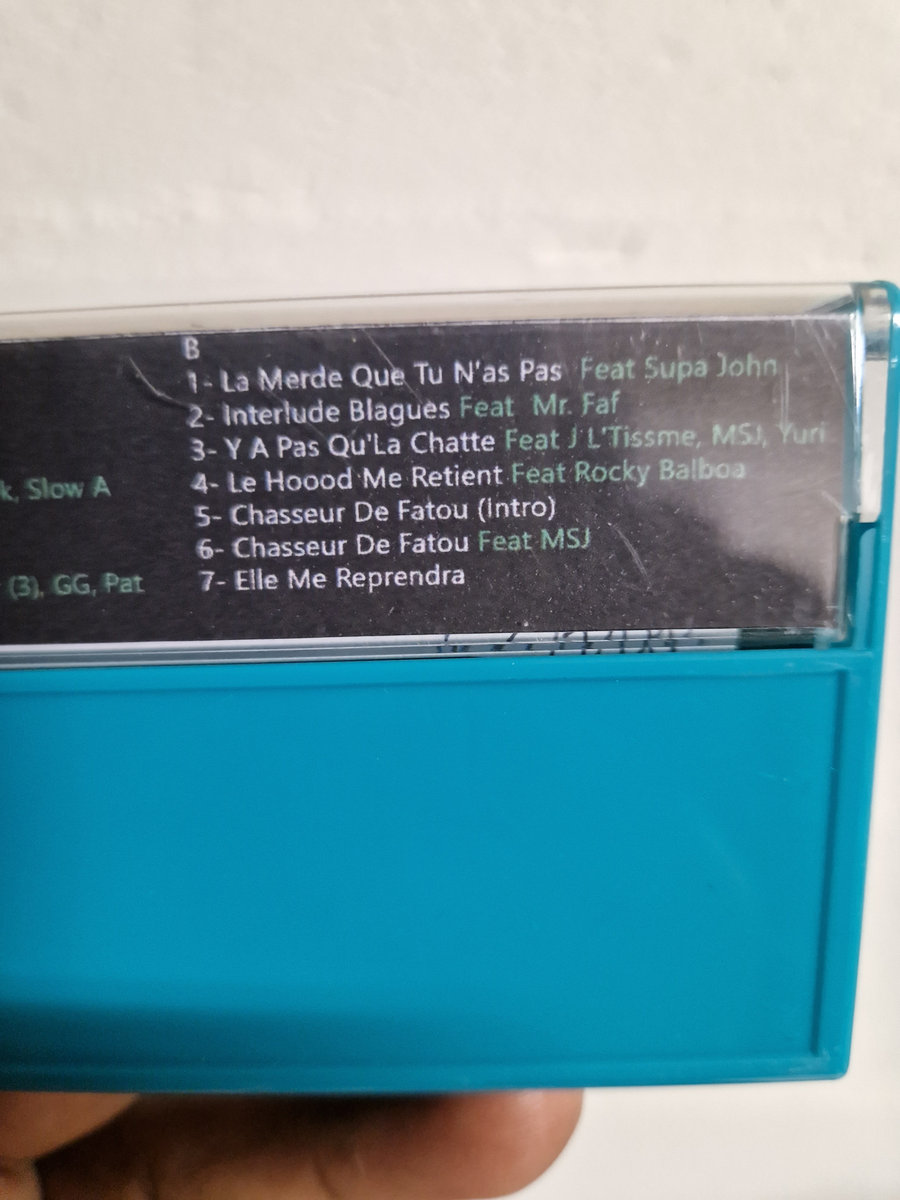 B
1- La Merde Que Tu N'as Pas Feat Supa John
2- Interlude Blagues Feat Mr. Faf
3- Y A Pas Qu'La Chatte Feat J L'Tissme, MSJ, Yuri
4- Le Hoood Me Retient Feat Rocky Balboa
5- Chasseur De Fatou (Intro)
6- Chasseur De Fatou Feat MSJ
7- Elle Me Reprendra
k, Slow A
(3), GG, Pat